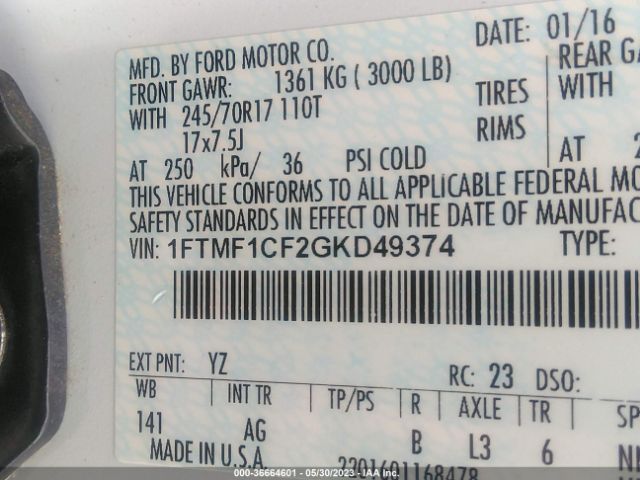 DATE: 01/16
MFD. BY FORD MOTOR CO.
FRONT GAWR: 1361 KG ( 3000 LB) REAR GA
WITH 245/70R17 110T TIRES WITH
17x7.5J RIMS
AT 250 kPa/ 36 PSI COLD AT 2
THIS VEHICLE CONFORMS TO ALL APPLICABLE FEDERAL MO
SAFETY STANDARDS IN EFFECT ON THE DATE OF MANUFAC
VIN: 1FTMF1CF2GKD49374 TYPE:
EXT PNT: YZ RC: 23 DSO:
WB INT TR TP/PS R AXLE TR SP
141 AG B L3 6 NN
MADE IN U.S.A 2201601168478
000-36664601 - 05/30/2023 - IAA Inc.